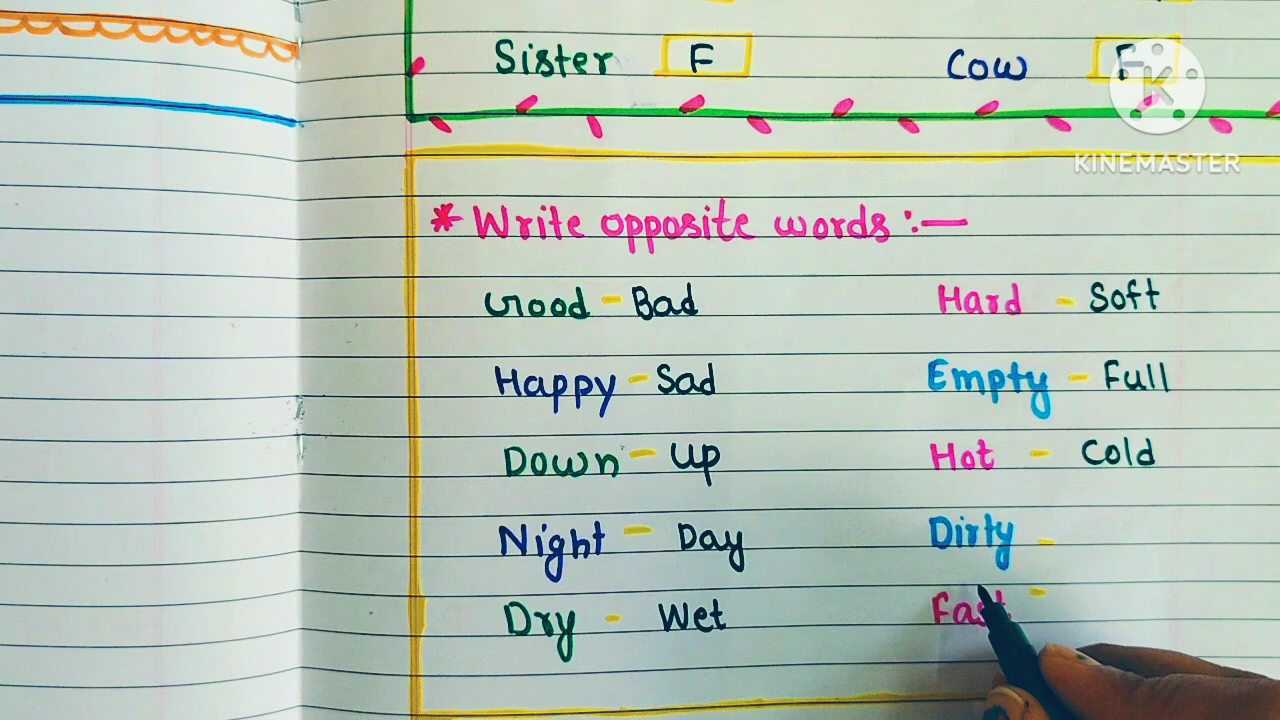 Sister F Cow F
K
KINEMASTER
* Write opposite words :—
Good - Bad Hard - Soft
Happy - Sad Empty - Full
Down - Up Hot - Cold
Night - Day Dirty -
Dry - Wet Fast -